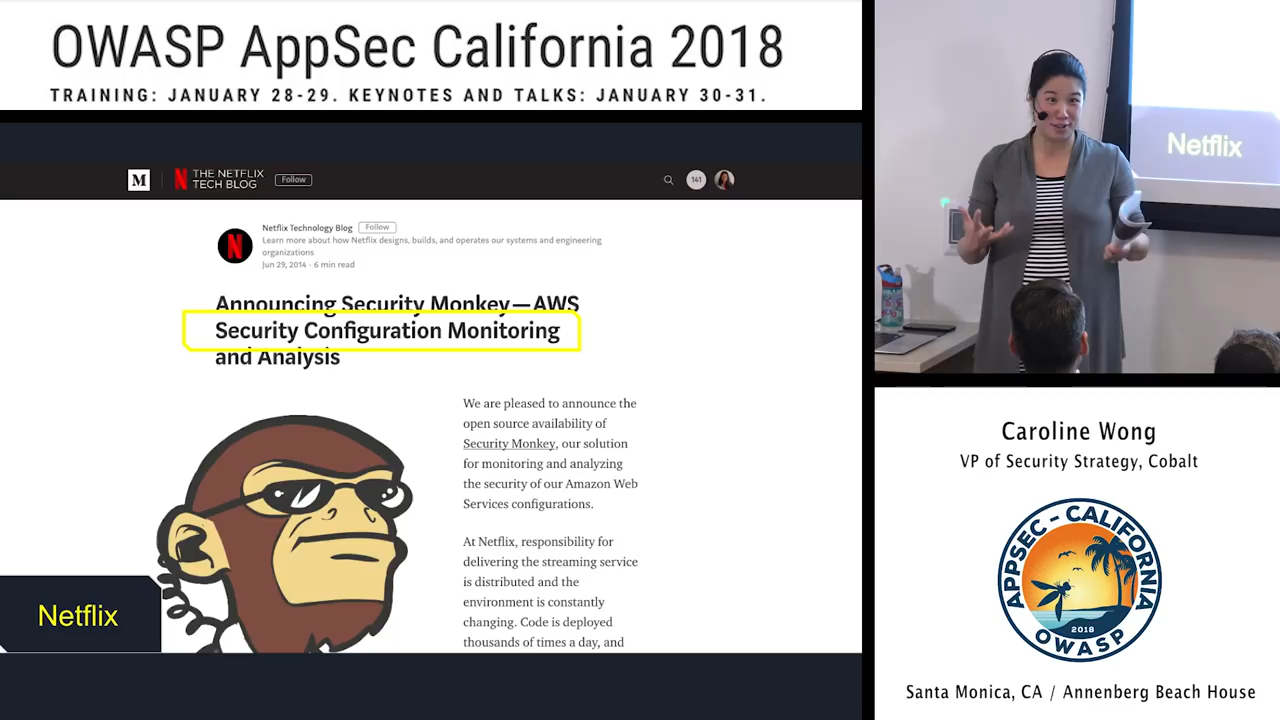 OWASP AppSec California 2018
TRAINING: JANUARY 28-29. KEYNOTES AND TALKS: JANUARY 30-31.
M
THE NETFLIX
TECH BLOG
Follow
141
N
Netflix Technology Blog Follow
Learn more about how Netflix designs, builds, and operates our systems and engineering
organizations
Jun 29, 2014 · 6 min read
Announcing Security Monkey—AWS
Security Configuration Monitoring
and Analysis
We are pleased to announce the
open source availability of
Security Monkey, our solution
for monitoring and analyzing
the security of our Amazon Web
Services configurations.
At Netflix, responsibility for
delivering the streaming service
is distributed and the
environment is constantly
changing. Code is deployed
thousands of times a day, and
Netflix
Netflix
Caroline Wong
VP of Security Strategy, Cobalt
APPSEC - CALIFORNIA
2018
OWASP
Santa Monica, CA / Annenberg Beach House